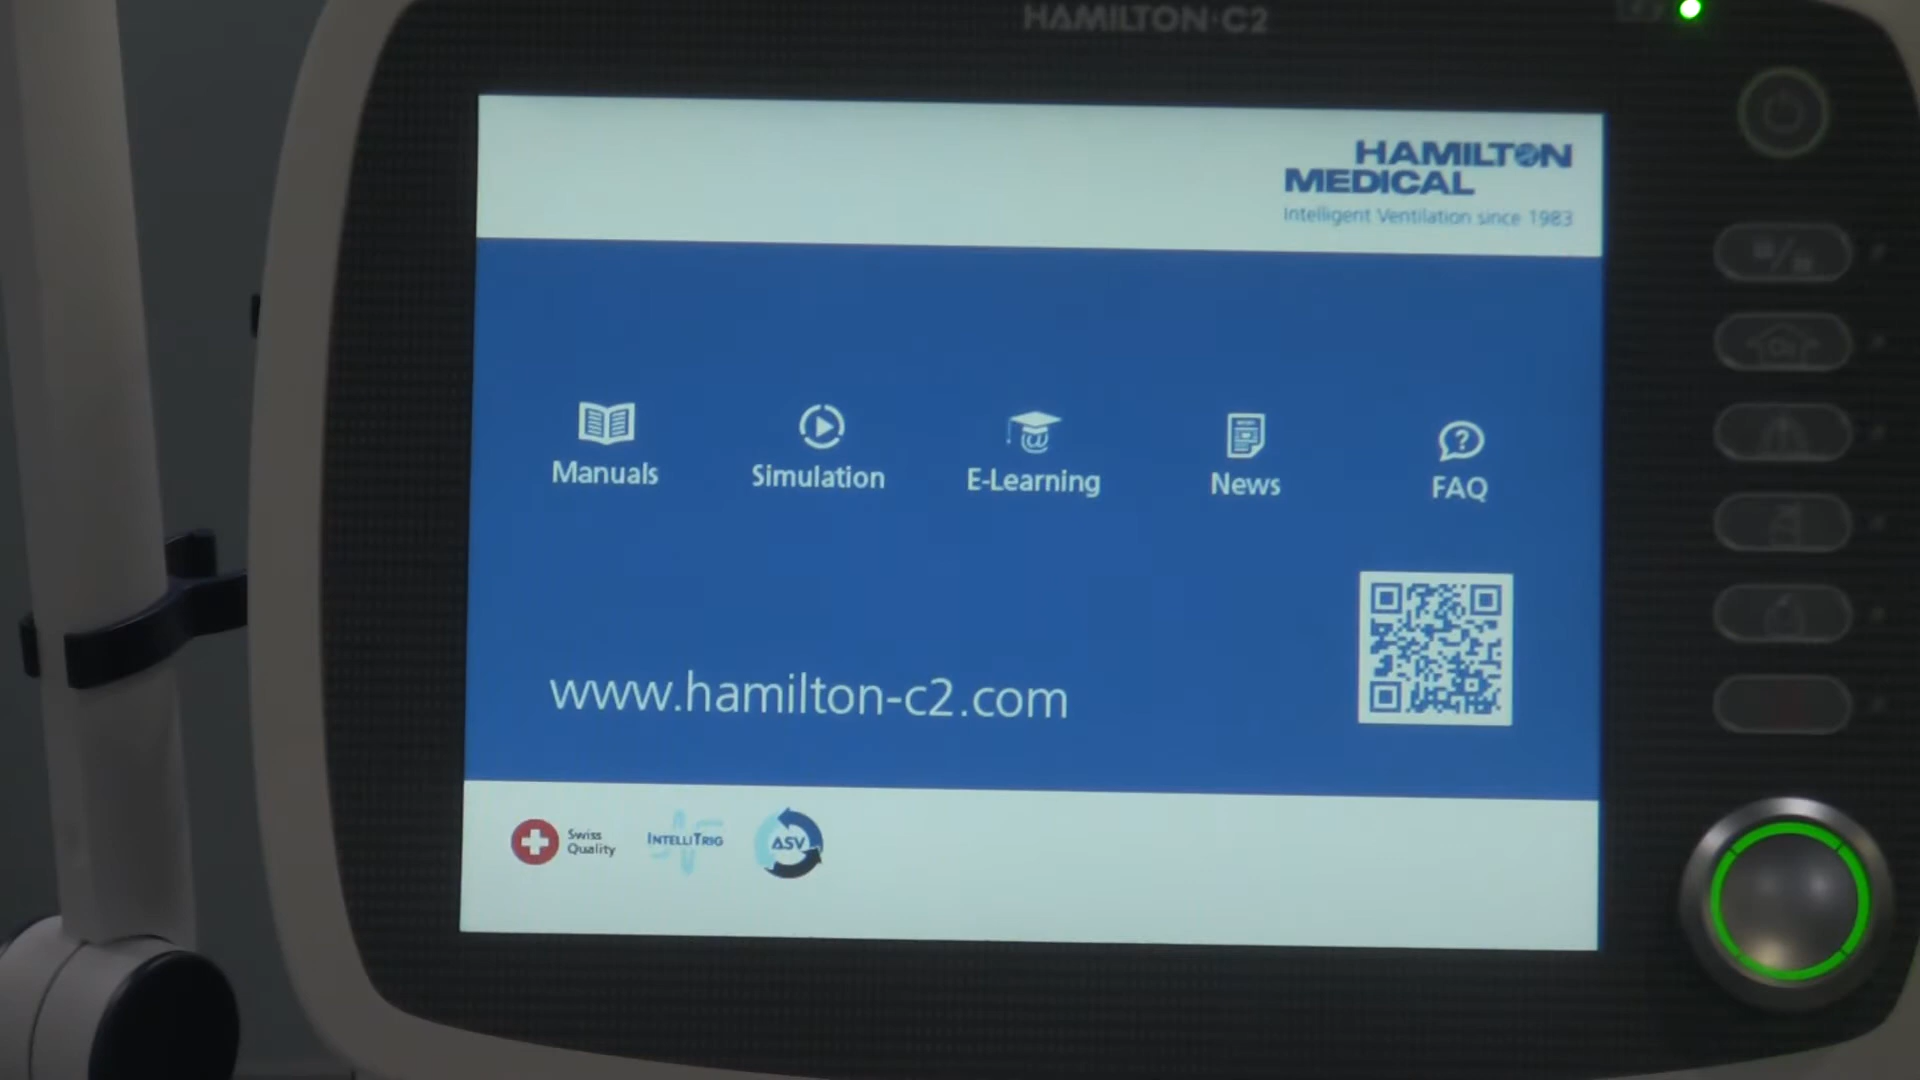 HAMILTON·C2
HAMILTON
MEDICAL
Intelligent Ventilation since 1983
Manuals
Simulation
E-Learning
News
FAQ
www.hamilton-c2.com
Swiss
Quality
INTELLITRIG
ASV